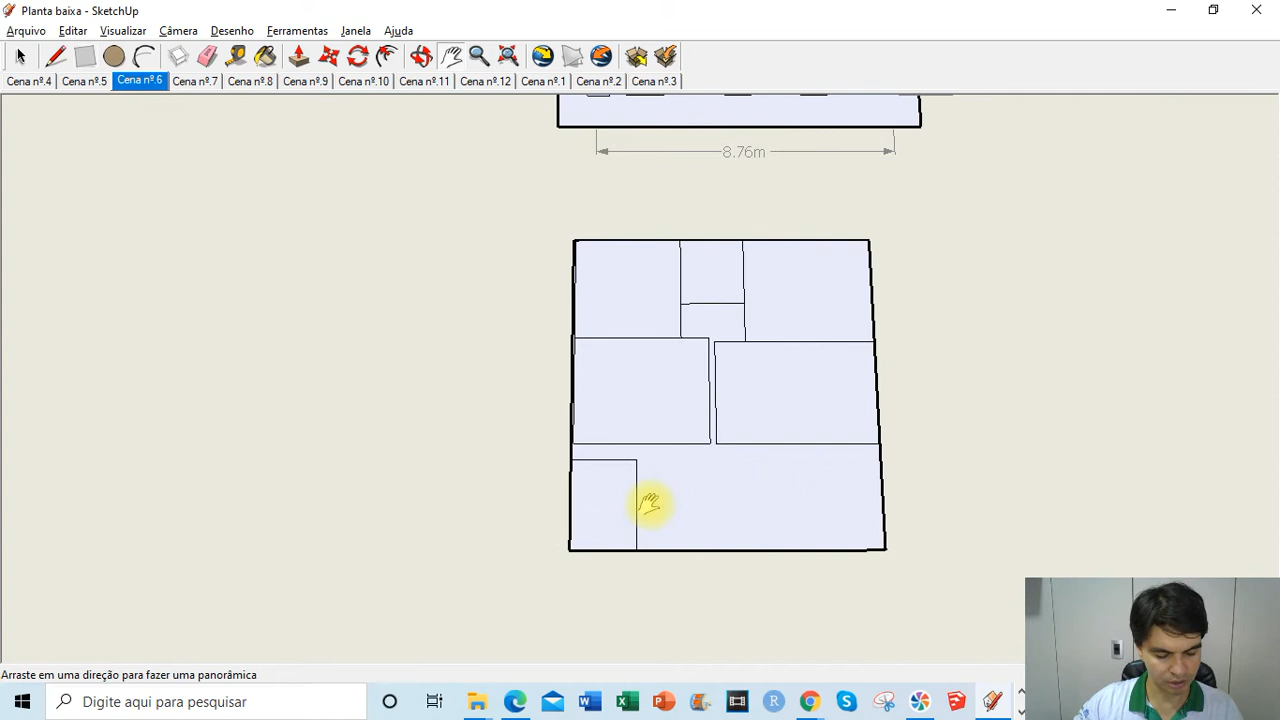 Planta baixa - SketchUp
Arquivo Editar Visualizar Câmera Desenho Ferramentas Janela Ajuda
Cena nº.4 Cena nº.5 Cena nº.6 Cena nº.7 Cena nº.8 Cena nº.9 Cena nº.10 Cena nº.11 Cena nº.12 Cena nº.1 Cena nº.2 Cena nº.3
8.76m
Arraste em uma direção para fazer uma panorâmica
Digite aqui para pesquisar